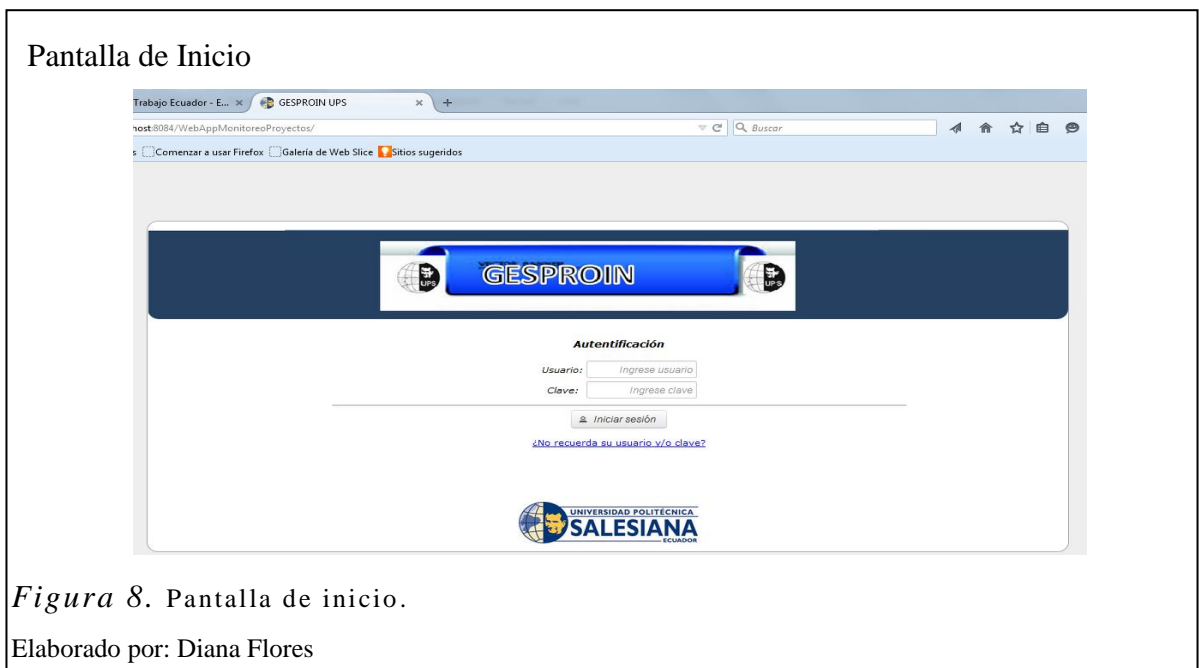 Pantalla de Inicio
Trabajo Ecuador - E... × GESPROIN UPS × +
host:8084/WebAppMonitoreoProyectos/ Buscar
s Comenzar a usar Firefox Galería de Web Slice Sitios sugeridos
UPS GESPROIN UPS
Autentificación
Usuario: Ingrese usuario
Clave: Ingrese clave
Iniciar sesión
¿No recuerda su usuario y/o clave?
UNIVERSIDAD POLITÉCNICA
SALESIANA
ECUADOR
Figura 8. Pantalla de inicio.
Elaborado por: Diana Flores